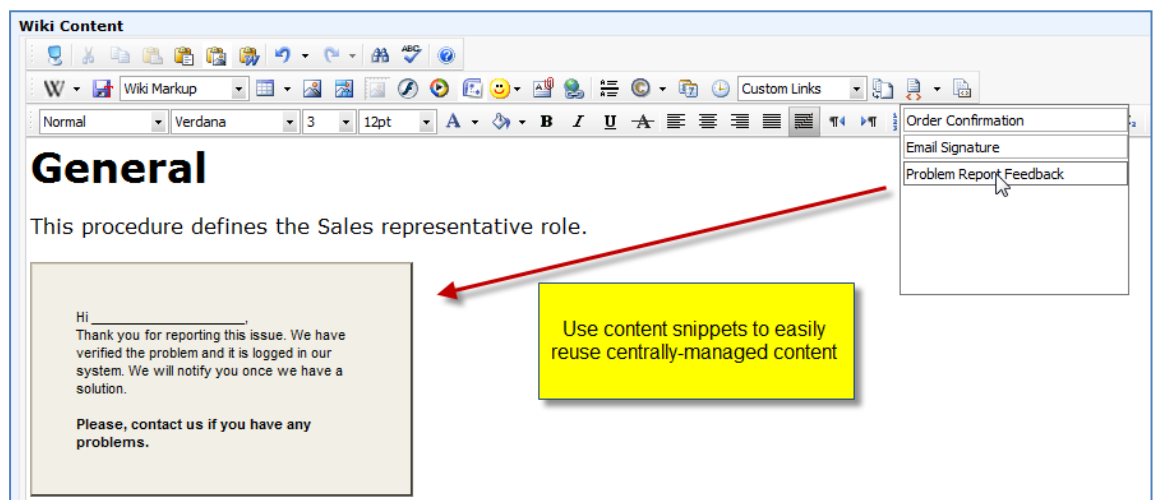 Wiki Content
ABC
W Wiki Markup Custom Links
Normal Verdana 3 12pt A B I U A
Order Confirmation
Email Signature
Problem Report Feedback
General
This procedure defines the Sales representative role.
Hi ____________________,
Thank you for reporting this issue. We have
verified the problem and it is logged in our
system. We will notify you once we have a
solution.
Please, contact us if you have any
problems.
Use content snippets to easily
reuse centrally-managed content